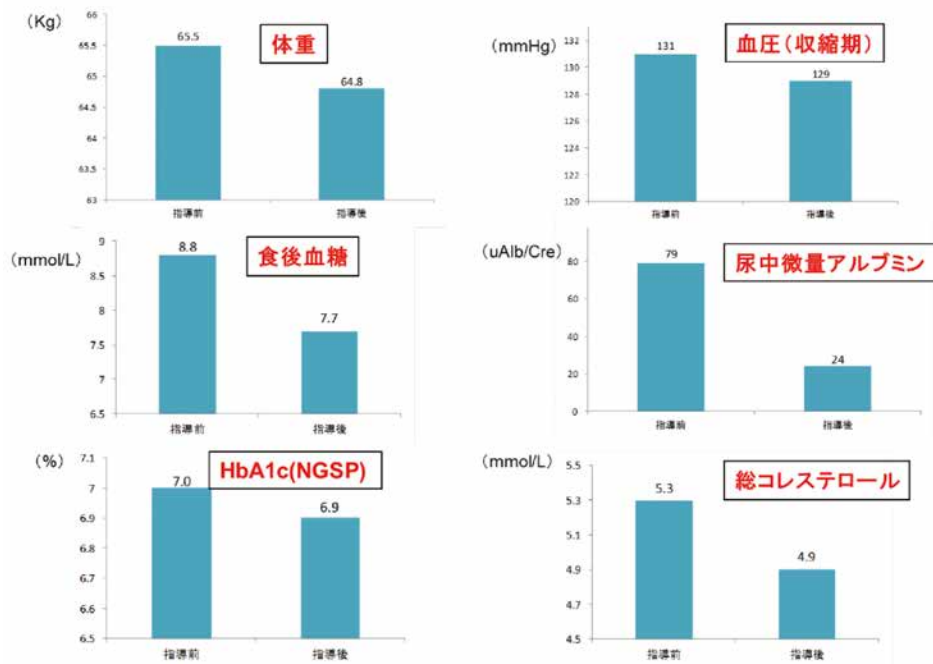 (Kg)
体重
66
65.5
65
64.5
64
63.5
63
65.5
64.8
指導前
指導後
(mmHg)
血圧(収縮期)
132
130
128
126
124
122
120
131
129
指導前
指導後
(mmol/L)
食後血糖
9
8.5
8
7.5
7
6.5
8.8
7.7
指導前
指導後
(uAlb/Cre)
尿中微量アルブミン
80
60
40
20
0
79
24
指導前
指導後
(%)
HbA1c(NGSP)
7.1
7
6.9
6.8
6.7
6.6
6.5
7.0
6.9
指導前
指導後
(mmol/L)
総コレステロール
5.5
5.3
5.1
4.9
4.7
4.5
5.3
4.9
指導前
指導後